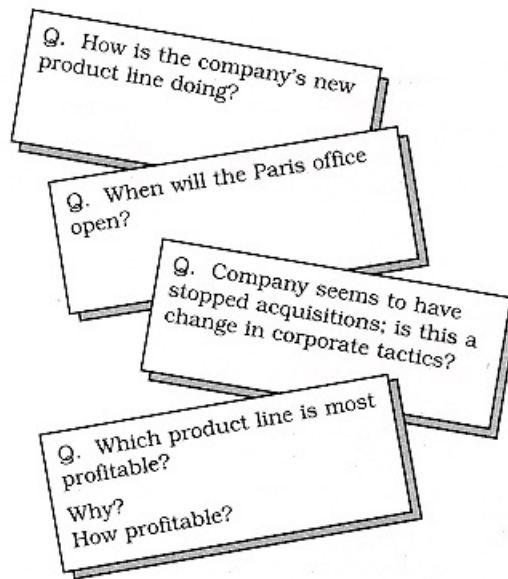 Q. How is the company's new
product line doing?
Q. When will the Paris office
open?
Q. Company seems to have
stopped acquisitions; is this a
change in corporate tactics?
Q. Which product line is most
profitable?
Why?
How profitable?